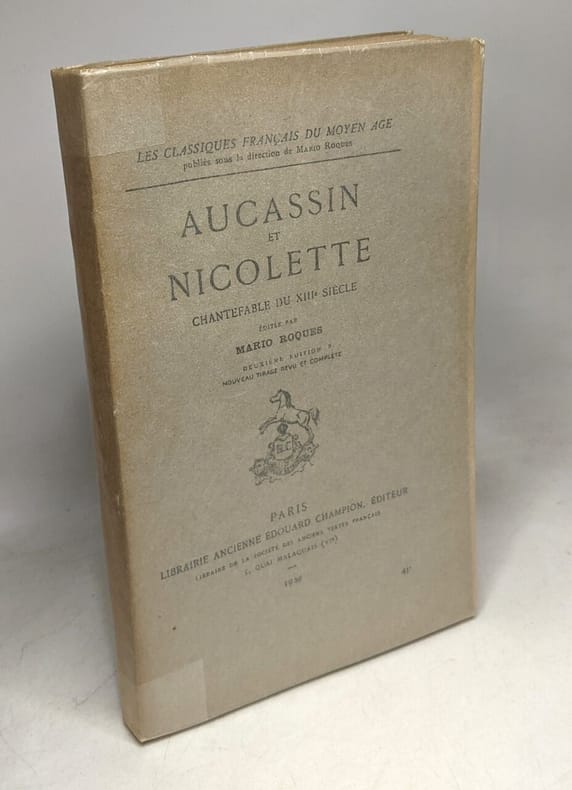 LES CLASSIQUES FRANÇAIS DU MOYEN AGE
publiés sous la direction de MARIO ROQUES
AUCASSIN
ET
NICOLETTE
CHANTEFABLE DU XIIIe SIÈCLE
ÉDITÉE PAR
MARIO ROQUES
DEUXIÈME ÉDITION
NOUVEAU TIRAGE REVU ET COMPLÉTÉ
PARIS
LIBRAIRIE ANCIENNE EDOUARD CHAMPION, ÉDITEUR
LIBRAIRE DE LA SOCIÉTÉ DES ANCIENS TEXTES FRANÇAIS
5, QUAI MALAQUAIS (VIe)
41*